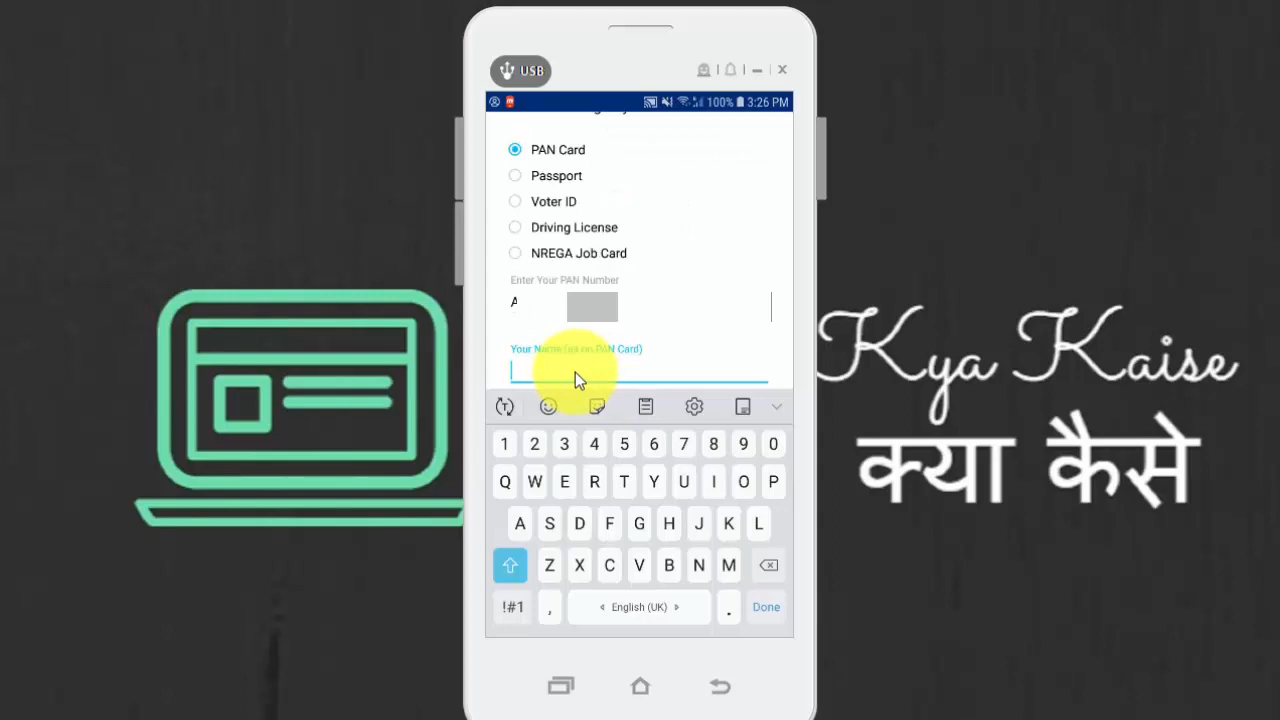 USB
100% 3:26 PM
PAN Card
Passport
Voter ID
Driving License
NREGA Job Card
Enter Your PAN Number
A
Your Name (as on PAN Card)
Kya Kaise
क्या कैसे
1 2 3 4 5 6 7 8 9 0
Q W E R T Y U I O P
A S D F G H J K L
Z X C V B N M
!#1 , English (UK) . Done